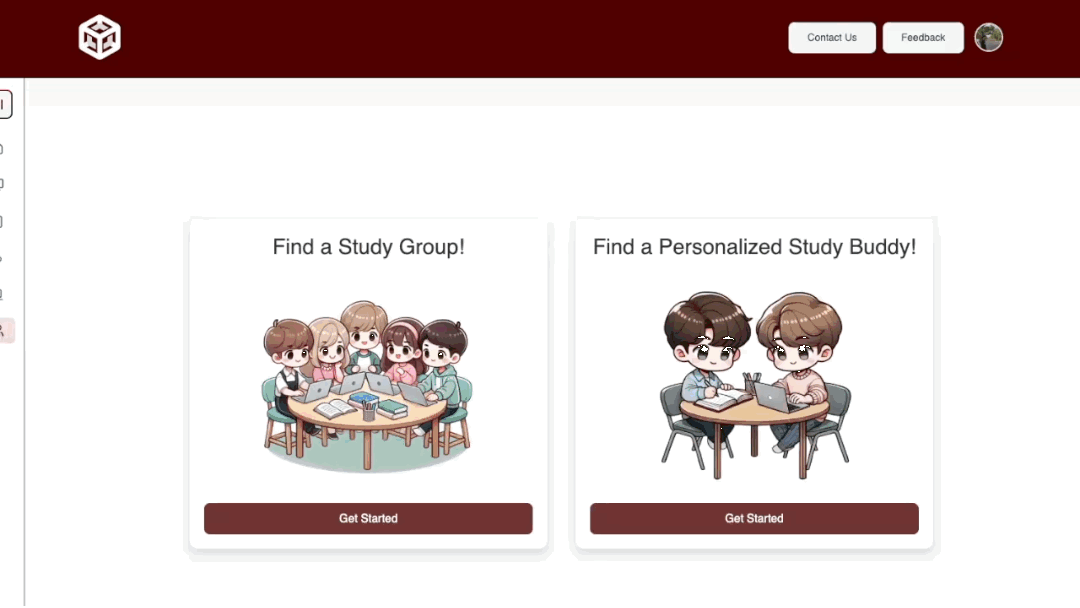 Contact Us
Feedback
Find a Study Group!
Find a Personalized Study Buddy!
Get Started
Get Started